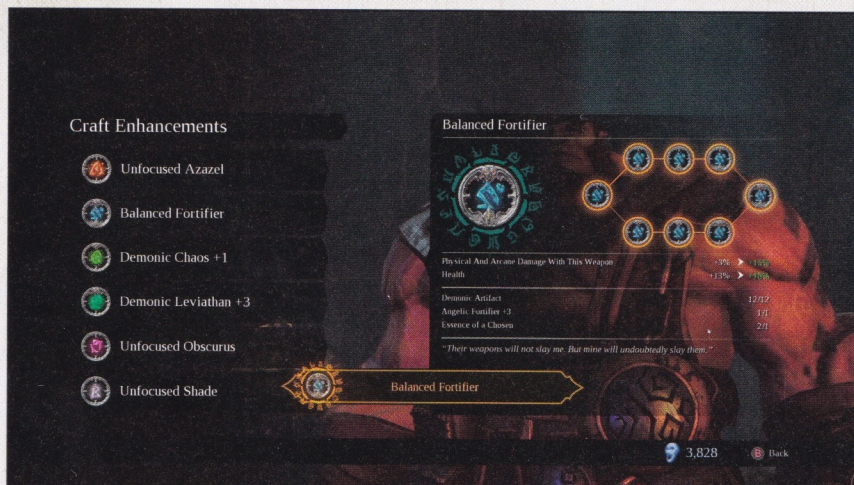 Craft Enhancements
Unfocused Azazel
Balanced Fortifier
Demonic Chaos +1
Demonic Leviathan +3
Unfocused Obscurus
Unfocused Shade
Balanced Fortifier
Physical And Arcane Damage With This Weapon +3%
Health +13%
Demonic Artifact 12/12
Angelic Fortifier +3 1/1
Essence of a Chosen 2/1
"Their weapons will not slay me. But mine will undoubtedly slay them."
Balanced Fortifier
3,828
B Back